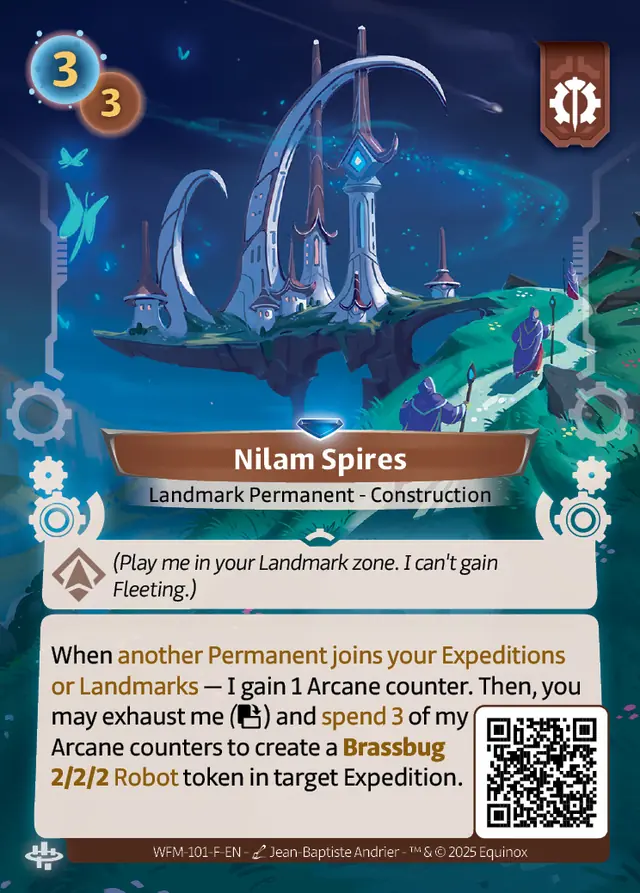 3
3
Nilam Spires
Landmark Permanent - Construction
(Play me in your Landmark zone. I can't gain
Fleeting.)
When another Permanent joins your Expeditions
or Landmarks — I gain 1 Arcane counter. Then, you
may exhaust me () and spend 3 of my
Arcane counters to create a Brassbug
2/2/2 Robot token in target Expedition.
WFM-101-F-EN - Jean-Baptiste Andrier - ™ & © 2025 Equinox